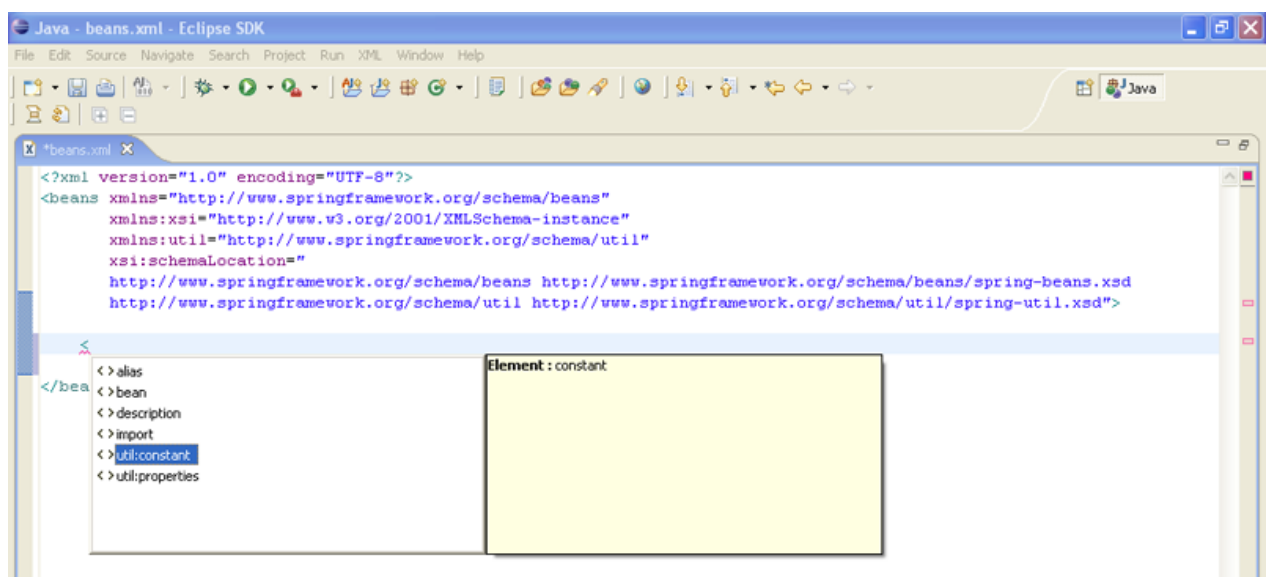 Java - beans.xml - Eclipse SDK
File Edit Source Navigate Search Project Run XML Window Help
Java
*beans.xml
<?xml version="1.0" encoding="UTF-8"?>
<beans xmlns="http://www.springframework.org/schema/beans"
xmlns:xsi="http://www.w3.org/2001/XMLSchema-instance"
xmlns:util="http://www.springframework.org/schema/util"
xsi:schemaLocation="
http://www.springframework.org/schema/beans http://www.springframework.org/schema/beans/spring-beans.xsd
http://www.springframework.org/schema/util http://www.springframework.org/schema/util/spring-util.xsd">
<
<> alias
Element : constant
</bea
<> bean
<> description
<> import
<> util:constant
<> util:properties